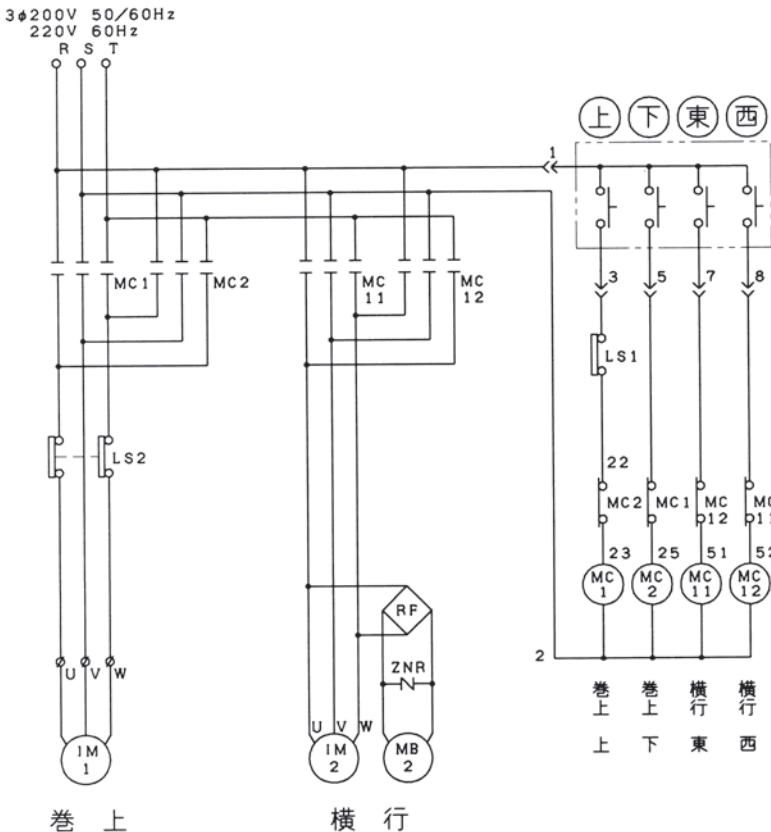 3φ200V 50/60Hz
220V 60Hz
R S T
上 下 東 西
1
MC1 MC2 MC 11 MC 12
3 5 7 8
LS1
LS2
22
MC2 MC1 MC 12
23 25 51 52
MC 1 MC 2 MC 11 MC 12
RF
2
ZNR
U V W
U V W
IM 1 IM 2 MB 2
巻上上 巻上下 横行東 横行西
巻上 横行